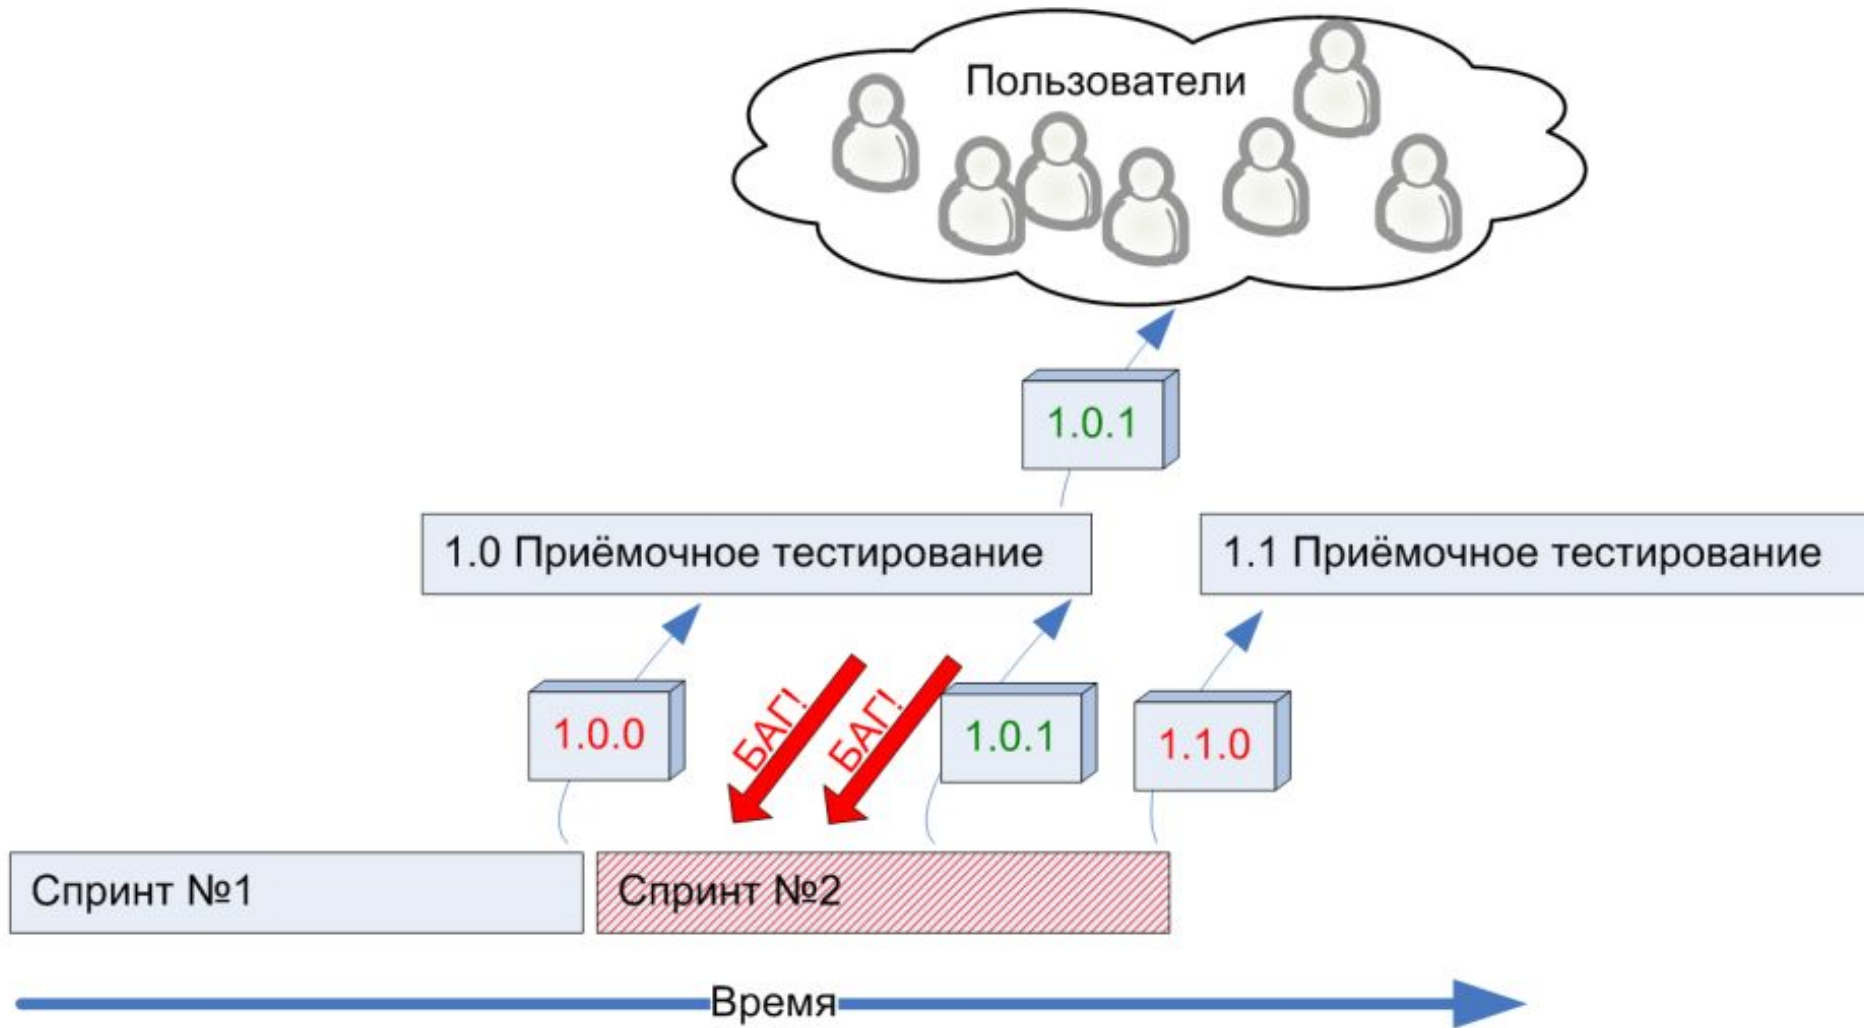 Пользователи
1.0.1
1.0 Приёмочное тестирование
1.1 Приёмочное тестирование
1.0.0
БАГ!
БАГ!
1.0.1
1.1.0
Спринт №1
Спринт №2
Время